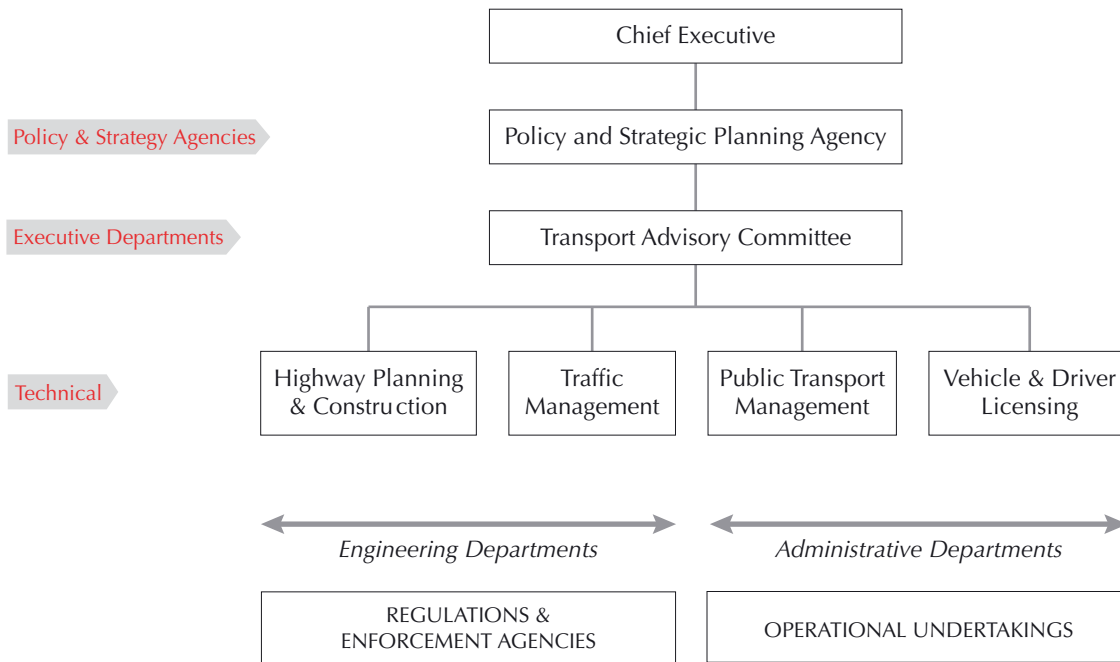 Chief Executive
Policy & Strategy Agencies
Policy and Strategic Planning Agency
Executive Departments
Transport Advisory Committee
Technical
Highway Planning
& Construction
Traffic
Management
Public Transport
Management
Vehicle & Driver
Licensing
Engineering Departments
Administrative Departments
REGULATIONS &
ENFORCEMENT AGENCIES
OPERATIONAL UNDERTAKINGS